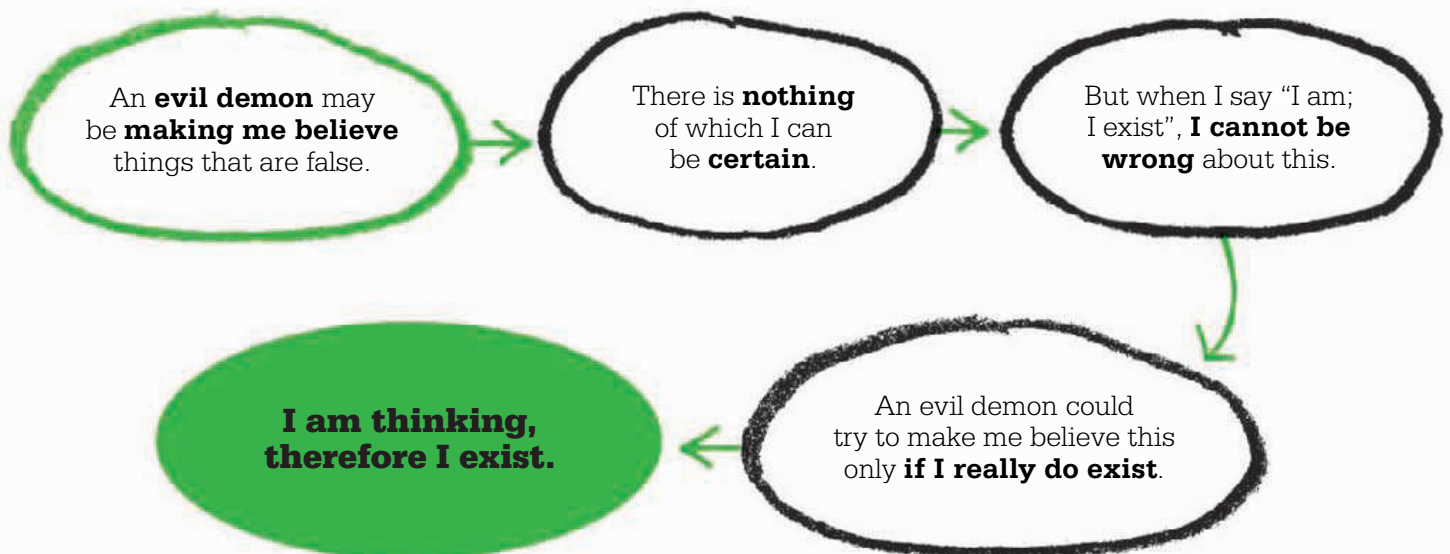 An evil demon may
be making me believe
things that are false.
There is nothing
of which I can
be certain.
But when I say “I am;
I exist”, I cannot be
wrong about this.
An evil demon could
try to make me believe this
only if I really do exist.
I am thinking,
therefore I exist.